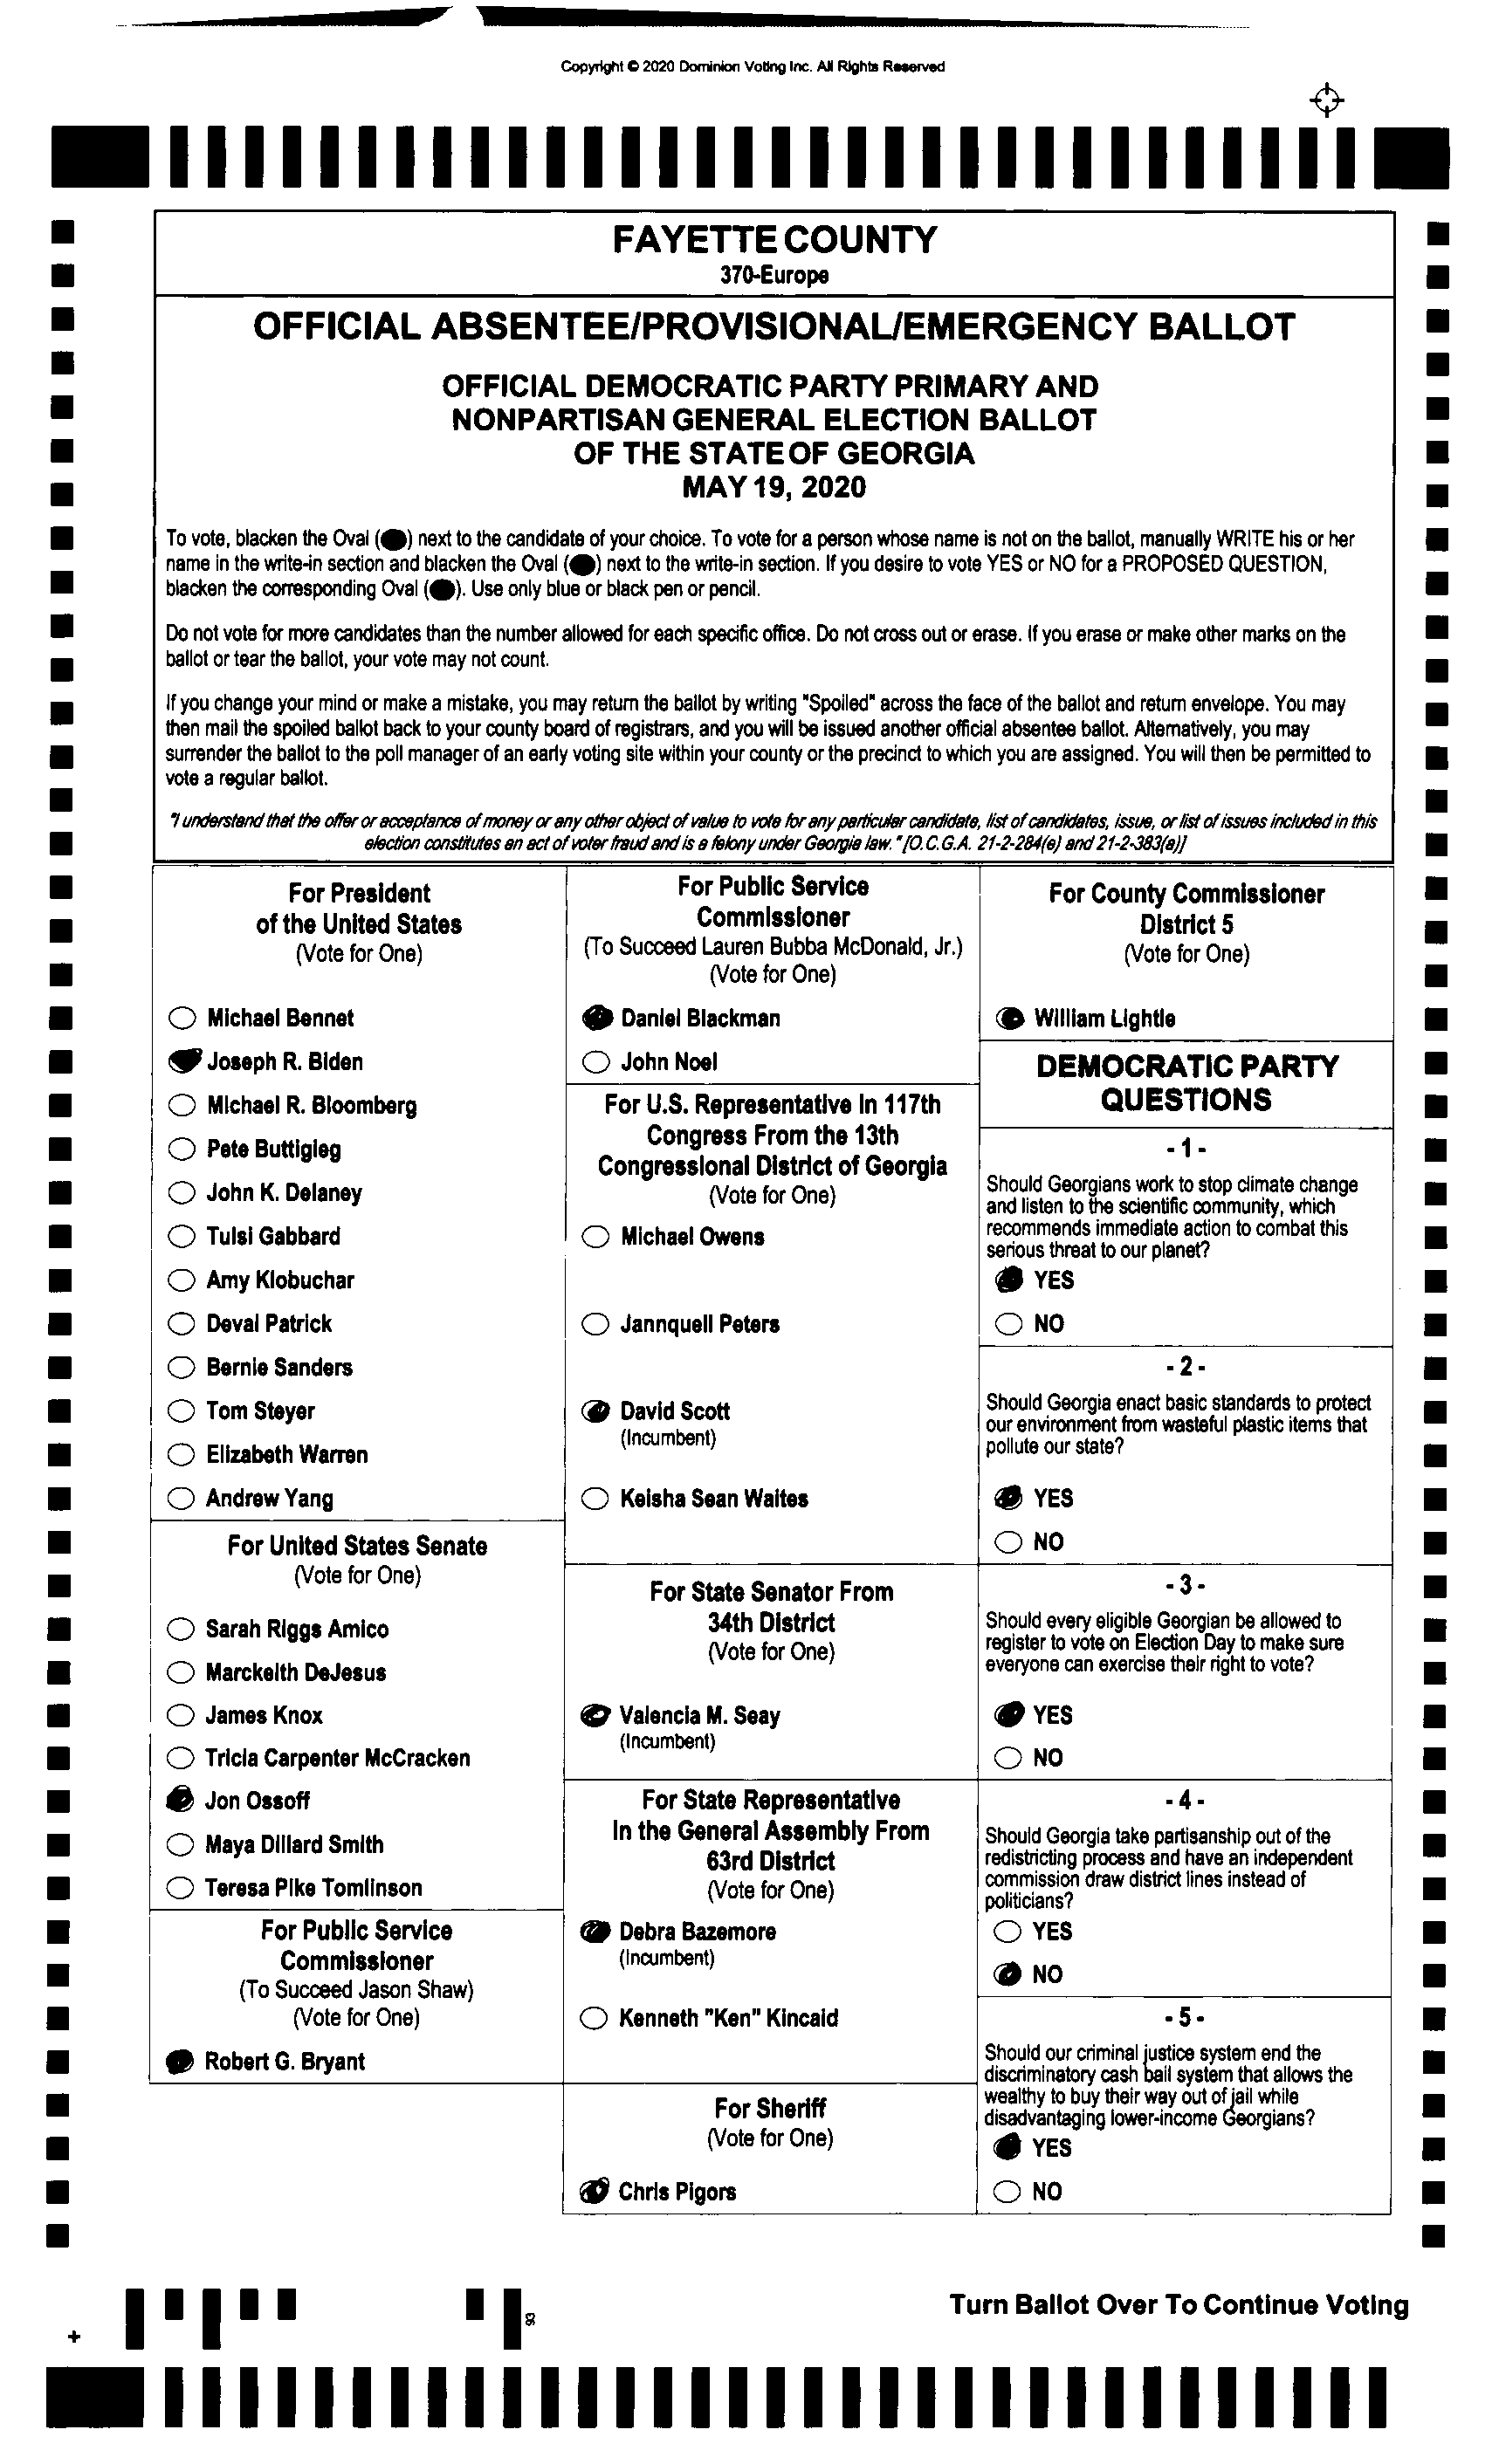 Copyright © 2020 Dominion Voting Inc. All Rights Reserved
FAYETTE COUNTY
370-Europe
OFFICIAL ABSENTEE/PROVISIONAL/EMERGENCY BALLOT
OFFICIAL DEMOCRATIC PARTY PRIMARY AND
NONPARTISAN GENERAL ELECTION BALLOT
OF THE STATE OF GEORGIA
MAY 19, 2020
To vote, blacken the Oval (●) next to the candidate of your choice. To vote for a person whose name is not on the ballot, manually WRITE his or her
name in the write-in section and blacken the Oval (●) next to the write-in section. If you desire to vote YES or NO for a PROPOSED QUESTION,
blacken the corresponding Oval (●). Use only blue or black pen or pencil.
Do not vote for more candidates than the number allowed for each specific office. Do not cross out or erase. If you erase or make other marks on the
ballot or tear the ballot, your vote may not count.
If you change your mind or make a mistake, you may return the ballot by writing "Spoiled" across the face of the ballot and return envelope. You may
then mail the spoiled ballot back to your county board of registrars, and you will be issued another official absentee ballot. Alternatively, you may
surrender the ballot to the poll manager of an early voting site within your county or the precinct to which you are assigned. You will then be permitted to
vote a regular ballot.
"I understand that the offer or acceptance of money or any other object of value to vote for any particular candidate, list of candidates, issue, or list of issues included in this
election constitutes an act of voter fraud and is a felony under Georgia law." [O.C.G.A. 21-2-284(e) and 21-2-383(a)]
For President
of the United States
(Vote for One)
Michael Bennet
Joseph R. Biden
Michael R. Bloomberg
Pete Buttigieg
John K. Delaney
Tulsi Gabbard
Amy Klobuchar
Deval Patrick
Bernie Sanders
Tom Steyer
Elizabeth Warren
Andrew Yang
For United States Senate
(Vote for One)
Sarah Riggs Amico
Marckeith DeJesus
James Knox
Tricia Carpenter McCracken
Jon Ossoff
Maya Dillard Smith
Teresa Pike Tomlinson
For Public Service
Commissioner
(To Succeed Jason Shaw)
(Vote for One)
Robert G. Bryant
For Public Service
Commissioner
(To Succeed Lauren Bubba McDonald, Jr.)
(Vote for One)
Daniel Blackman
John Noel
For U.S. Representative in 117th
Congress From the 13th
Congressional District of Georgia
(Vote for One)
Michael Owens
Jannquell Peters
David Scott
(Incumbent)
Keisha Sean Waites
For State Senator From
34th District
(Vote for One)
Valencia M. Seay
(Incumbent)
For State Representative
In the General Assembly From
63rd District
(Vote for One)
Debra Bazemore
(Incumbent)
Kenneth "Ken" Kincaid
For Sheriff
(Vote for One)
Chris Pigors
For County Commissioner
District 5
(Vote for One)
William Lightle
DEMOCRATIC PARTY
QUESTIONS
- 1 -
Should Georgians work to stop climate change
and listen to the scientific community, which
recommends immediate action to combat this
serious threat to our planet?
YES
NO
- 2 -
Should Georgia enact basic standards to protect
our environment from wasteful plastic items that
pollute our state?
YES
NO
- 3 -
Should every eligible Georgian be allowed to
register to vote on Election Day to make sure
everyone can exercise their right to vote?
YES
NO
- 4 -
Should Georgia take partisanship out of the
redistricting process and have an independent
commission draw district lines instead of
politicians?
YES
NO
- 5 -
Should our criminal justice system end the
discriminatory cash bail system that allows the
wealthy to buy their way out of jail while
disadvantaging lower-income Georgians?
YES
NO
Turn Ballot Over To Continue Voting
93